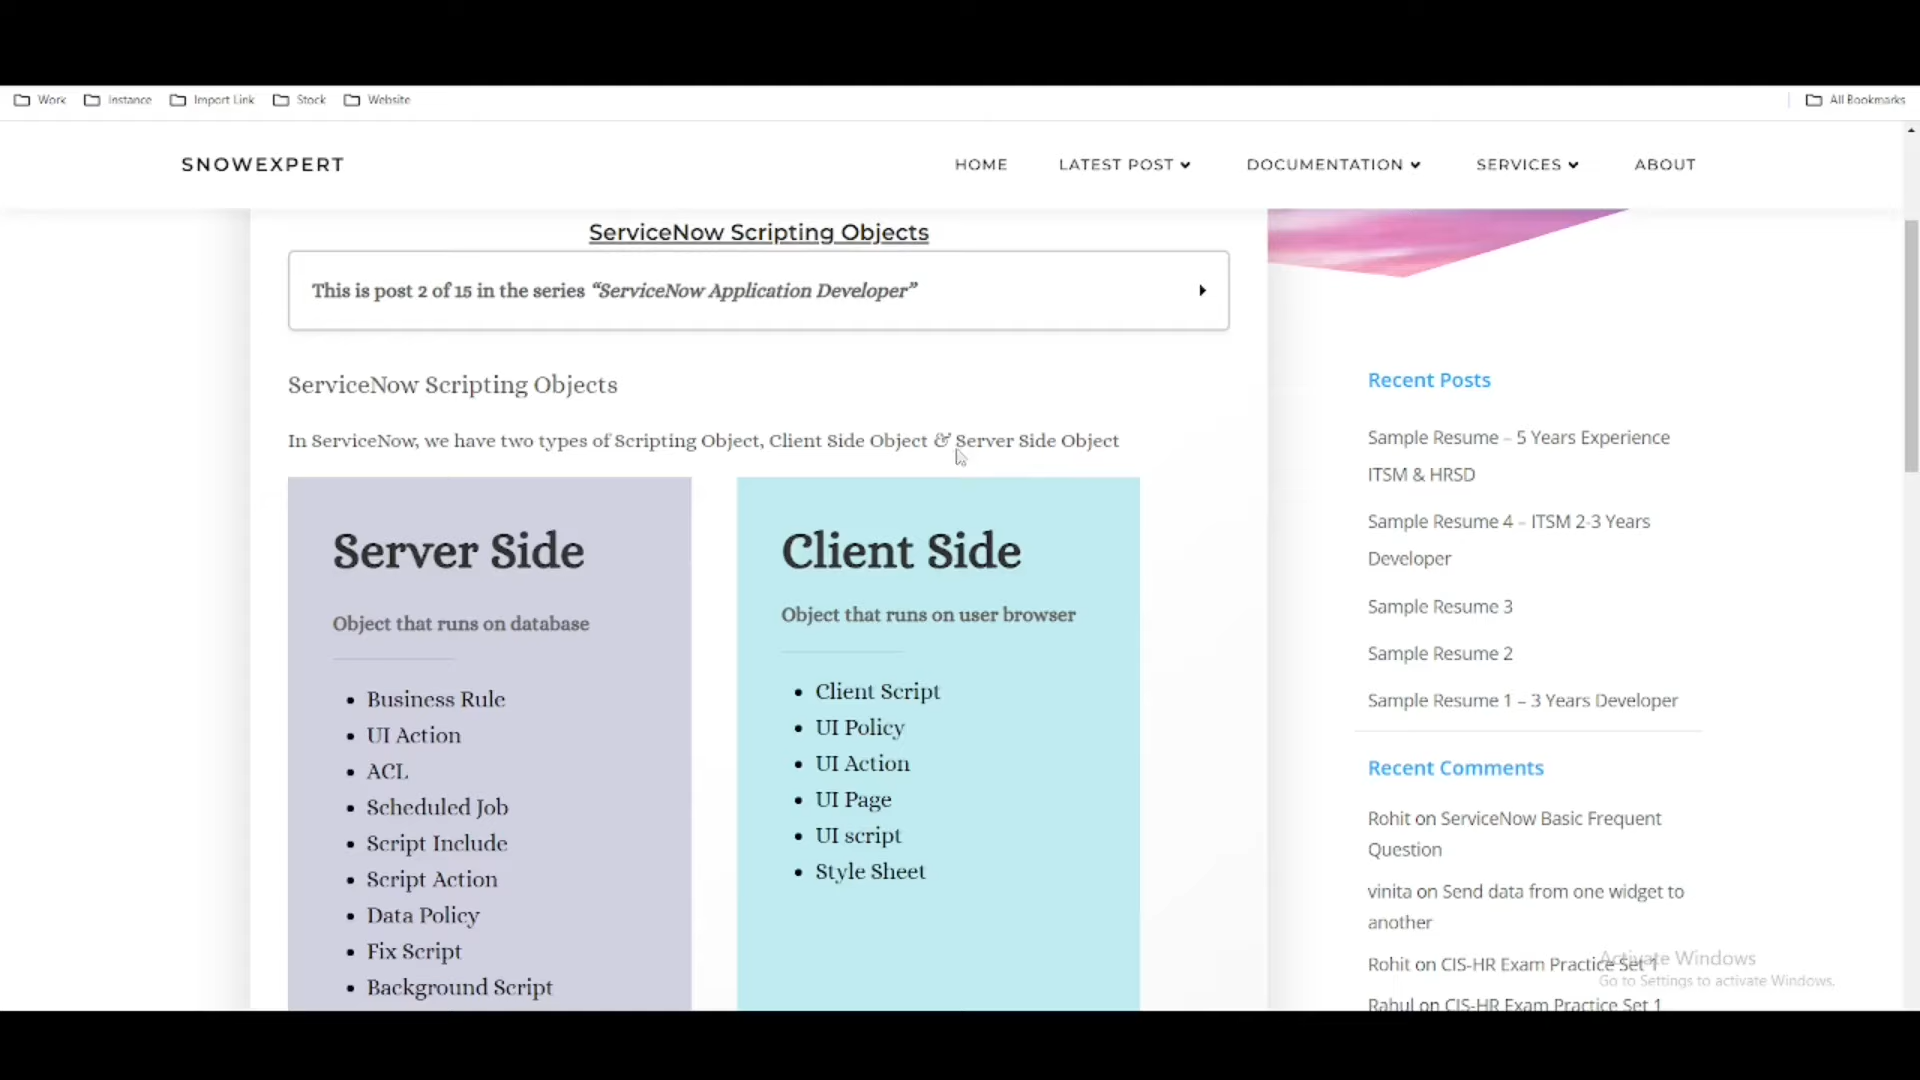 Work Instance Import Link Stock Website All Bookmarks
SNOWEXPERT HOME LATEST POST DOCUMENTATION SERVICES ABOUT
ServiceNow Scripting Objects
This is post 2 of 15 in the series “ServiceNow Application Developer”
ServiceNow Scripting Objects
In ServiceNow, we have two types of Scripting Object, Client Side Object & Server Side Object
Server Side
Object that runs on database
• Business Rule
• UI Action
• ACL
• Scheduled Job
• Script Include
• Script Action
• Data Policy
• Fix Script
• Background Script
Client Side
Object that runs on user browser
• Client Script
• UI Policy
• UI Action
• UI Page
• UI script
• Style Sheet
Recent Posts
Sample Resume – 5 Years Experience
ITSM & HRSD
Sample Resume 4 – ITSM 2-3 Years
Developer
Sample Resume 3
Sample Resume 2
Sample Resume 1 – 3 Years Developer
Recent Comments
Rohit on ServiceNow Basic Frequent
Question
vinita on Send data from one widget to
another
Rohit on CIS-HR Exam Practice Set 1
Rahul on CIS-HR Exam Practice Set 1
Activate Windows
Go to Settings to activate Windows.